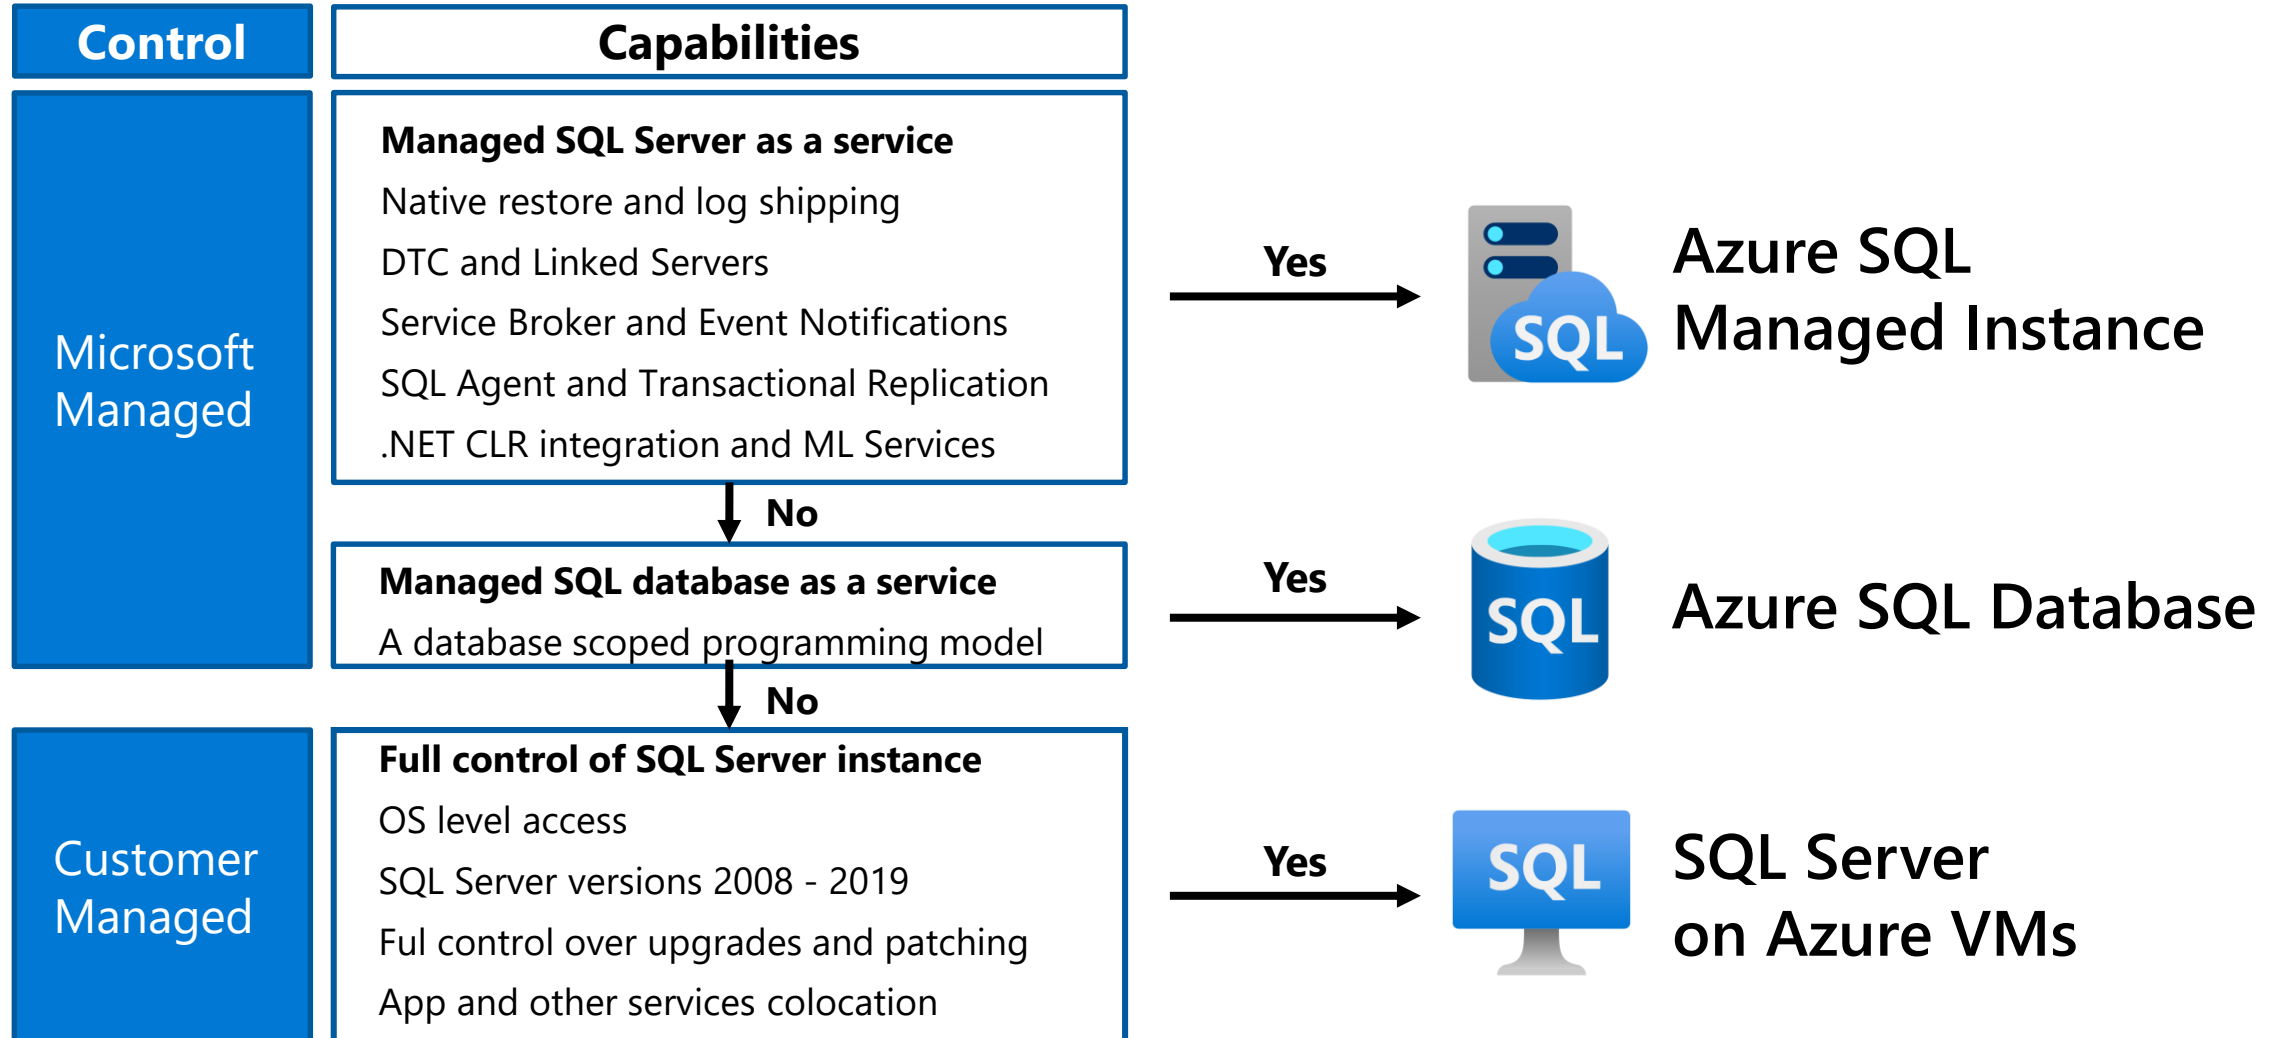 Control
Capabilities
Microsoft
Managed
Managed SQL Server as a service
Native restore and log shipping
DTC and Linked Servers
Service Broker and Event Notifications
SQL Agent and Transactional Replication
.NET CLR integration and ML Services
Yes
SQL
Azure SQL
Managed Instance
No
Managed SQL database as a service
A database scoped programming model
Yes
SQL
Azure SQL Database
No
Customer
Managed
Full control of SQL Server instance
OS level access
SQL Server versions 2008 - 2019
Ful control over upgrades and patching
App and other services colocation
Yes
SQL
SQL Server
on Azure VMs